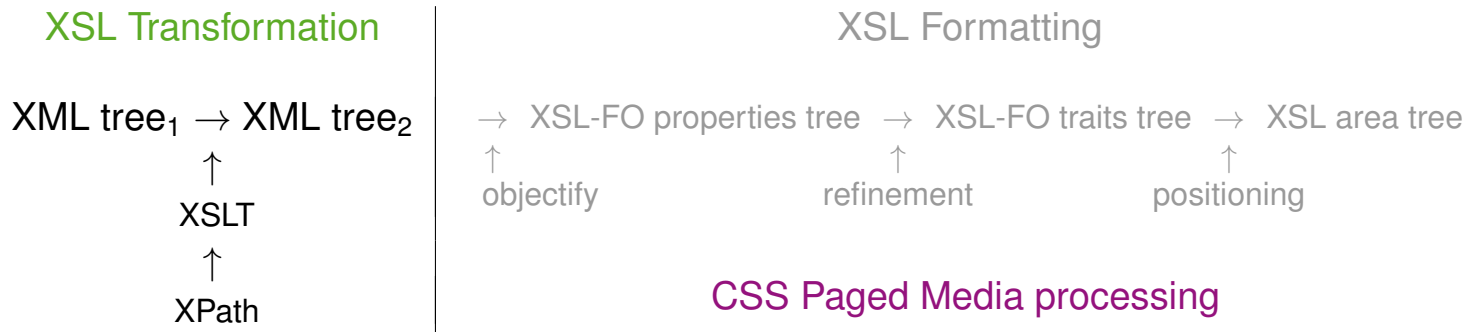 XSL Transformation
XML tree₁ → XML tree₂
↑
XSLT
↑
XPath
XSL Formatting
→ XSL-FO properties tree → XSL-FO traits tree → XSL area tree
↑ ↑ ↑
objectify refinement positioning
CSS Paged Media processing